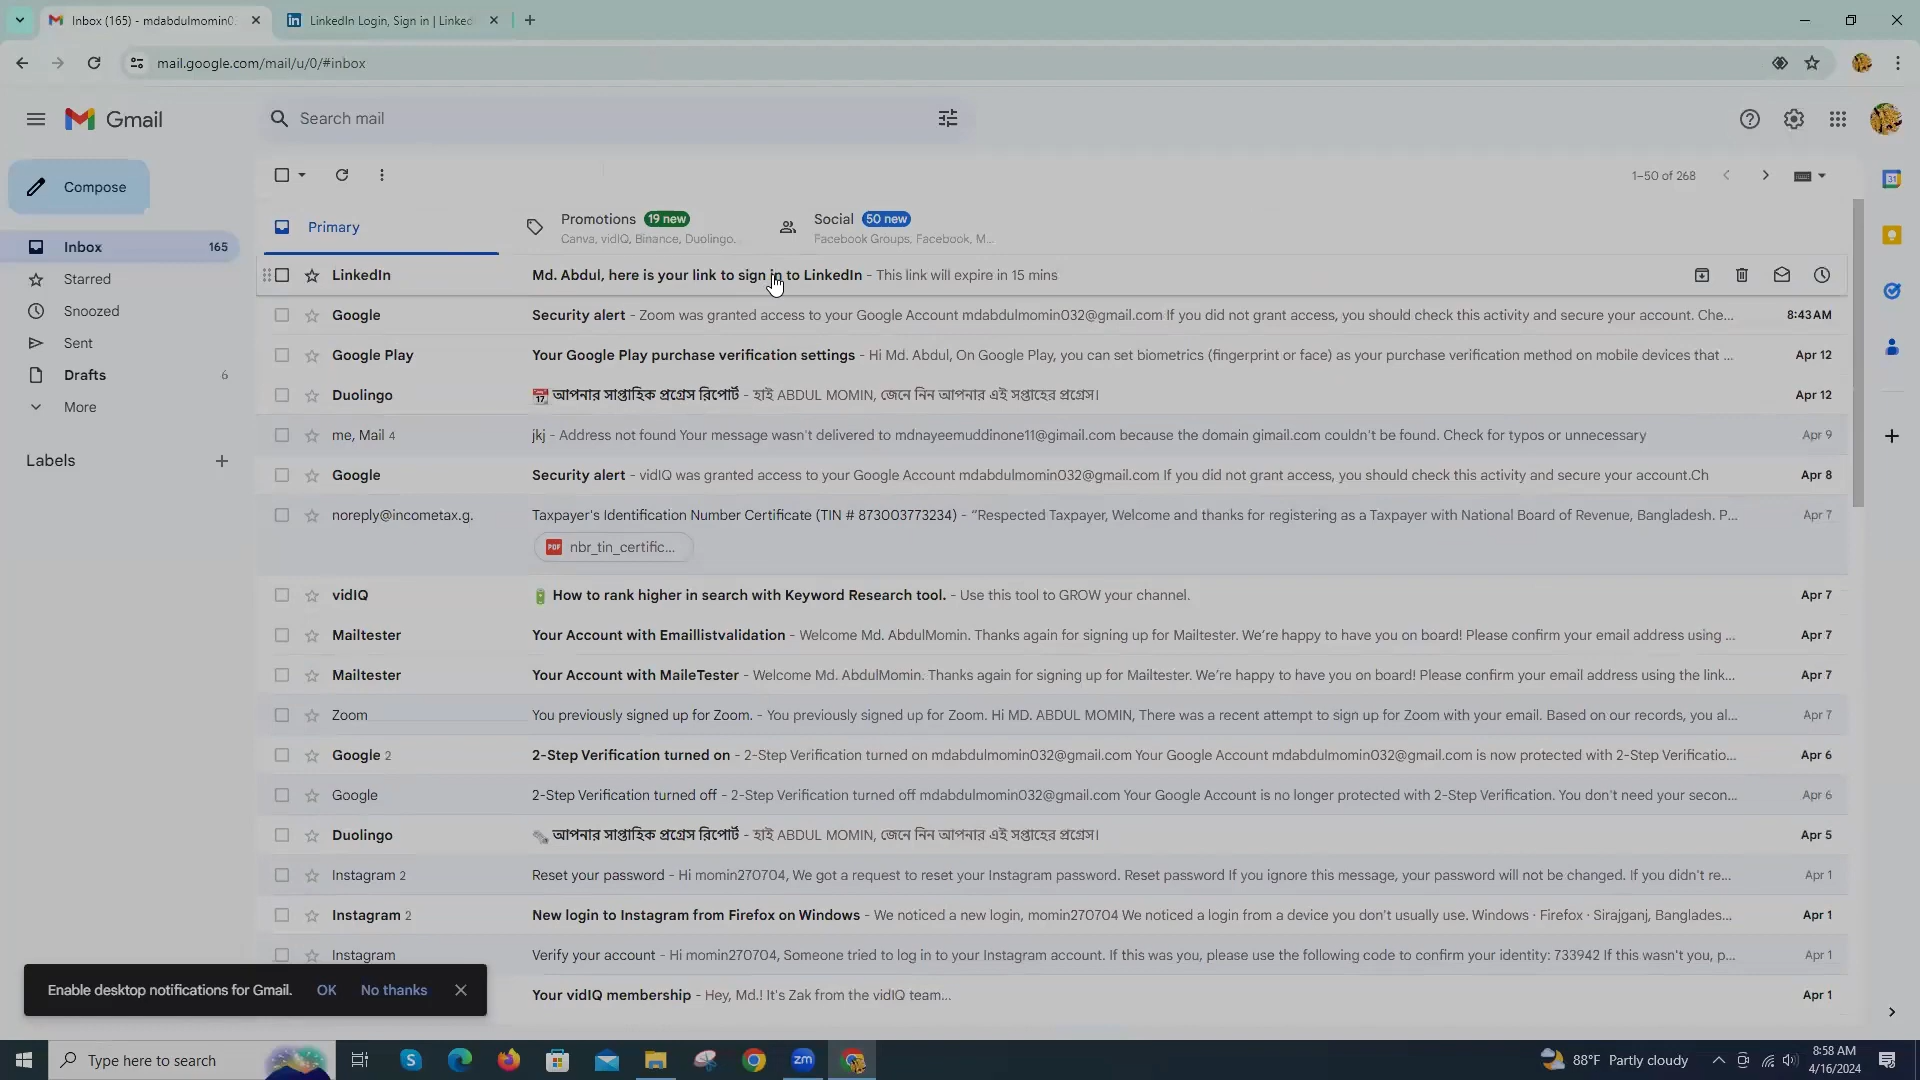 Inbox (165) - mdabdulmomin0
LinkedIn Login, Sign in | Linked
mail.google.com/mail/u/0/#inbox
Gmail
Search mail
Compose
1–50 of 268
Inbox 165
Starred
Snoozed
Sent
Drafts 6
More
Labels
Primary
Promotions 19 new
Canva, vidIQ, Binance, Duolingo...
Social 50 new
Facebook Groups, Facebook, M...
LinkedIn Md. Abdul, here is your link to sign in to LinkedIn - This link will expire in 15 mins
Google Security alert - Zoom was granted access to your Google Account mdabdulmomin032@gmail.com If you did not grant access, you should check this activity and secure your account. Che... 8:43 AM
Google Play Your Google Play purchase verification settings - Hi Md. Abdul, On Google Play, you can set biometrics (fingerprint or face) as your purchase verification method on mobile devices that ... Apr 12
Duolingo 📆 আপনার সাপ্তাহিক প্রগ্রেস রিপোর্ট - হাই ABDUL MOMIN, জেনে নিন আপনার এই সপ্তাহের প্রগ্রেস। Apr 12
me, Mail 4 jkj - Address not found Your message wasn't delivered to mdnayeemuddinone11@gimail.com because the domain gimail.com couldn't be found. Check for typos or unnecessary Apr 9
Google Security alert - vidIQ was granted access to your Google Account mdabdulmomin032@gmail.com If you did not grant access, you should check this activity and secure your account.Ch Apr 8
noreply@incometax.g. Taxpayer's Identification Number Certificate (TIN # 873003773234) - “Respected Taxpayer, Welcome and thanks for registering as a Taxpayer with National Board of Revenue, Bangladesh. P... Apr 7
PDF nbr_tin_certific...
vidIQ 🔋 How to rank higher in search with Keyword Research tool. - Use this tool to GROW your channel. Apr 7
Mailtester Your Account with Emaillistvalidation - Welcome Md. AbdulMomin. Thanks again for signing up for Mailtester. We’re happy to have you on board! Please confirm your email address using ... Apr 7
Mailtester Your Account with MaileTester - Welcome Md. AbdulMomin. Thanks again for signing up for Mailtester. We’re happy to have you on board! Please confirm your email address using the link... Apr 7
Zoom You previously signed up for Zoom. - You previously signed up for Zoom. Hi MD. ABDUL MOMIN, There was a recent attempt to sign up for Zoom with your email. Based on our records, you al... Apr 7
Google 2 2-Step Verification turned on - 2-Step Verification turned on mdabdulmomin032@gmail.com Your Google Account mdabdulmomin032@gmail.com is now protected with 2-Step Verificatio... Apr 6
Google 2-Step Verification turned off - 2-Step Verification turned off mdabdulmomin032@gmail.com Your Google Account is no longer protected with 2-Step Verification. You don't need your secon... Apr 6
Duolingo 🗞️ আপনার সাপ্তাহিক প্রগ্রেস রিপোর্ট - হাই ABDUL MOMIN, জেনে নিন আপনার এই সপ্তাহের প্রগ্রেস। Apr 5
Instagram 2 Reset your password - Hi momin270704, We got a request to reset your Instagram password. Reset password If you ignore this message, your password will not be changed. If you didn't re... Apr 1
Instagram 2 New login to Instagram from Firefox on Windows - We noticed a new login, momin270704 We noticed a login from a device you don't usually use. Windows · Firefox · Sirajganj, Banglades... Apr 1
Instagram Verify your account - Hi momin270704, Someone tried to log in to your Instagram account. If this was you, please use the following code to confirm your identity: 733942 If this wasn't you, p... Apr 1
Your vidIQ membership - Hey, Md.! It's Zak from the vidIQ team... Apr 1
Enable desktop notifications for Gmail. OK No thanks
31
Type here to search
zm
88°F Partly cloudy
8:58 AM
4/16/2024